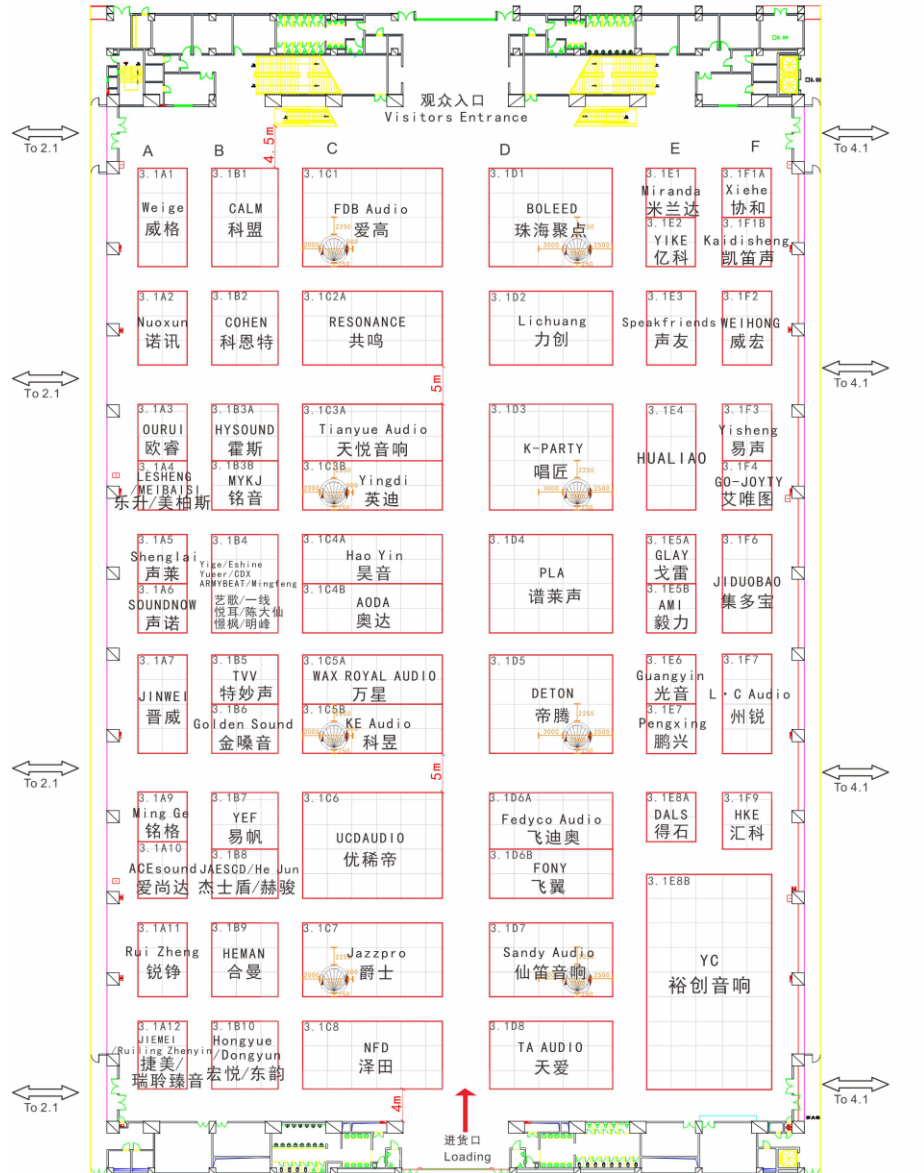 观众入口
Visitors Entrance
To 2.1
To 4.1
4.5m
A
B
C
D
E
F
3.1A1
Weige
威格
3.1B1
CALM
科盟
3.1C1
FDB Audio
爱高
3.1D1
BOLEED
珠海聚点
3.1E1
Miranda
米兰达
3.1E2
YIKE
亿科
3.1F1A
Xiehe
协和
3.1F1B
Kaidisheng
凯笛声
3.1A2
Nuoxun
诺讯
3.1B2
COHEN
科恩特
3.1C2A
RESONANCE
共鸣
3.1D2
Lichuang
力创
3.1E3
Speakfriends
声友
3.1F2
WEIHONG
威宏
To 2.1
5m
To 4.1
3.1A3
OURUI
欧睿
3.1A4
LESHENG
/MEIBAISI
乐升/美柏斯
3.1B3A
HYSOUND
霍斯
3.1B3B
MYKJ
铭音
3.1C3A
Tianyue Audio
天悦音响
3.1C3B
Yingdi
英迪
3.1D3
K-PARTY
唱匠
3.1E4
HUALIAO
3.1F3
Yisheng
易声
3.1F4
GO-JOYTY
艾唯图
3.1A5
Shenglai
声莱
3.1A6
SOUNDNOW
声诺
3.1B4
Yige/Eshine
Yueer/CDX
ARMYBEAT/Mingfeng
艺歌/一线
悦耳/陈大仙
憬枫/明峰
3.1C4A
Hao Yin
昊音
3.1C4B
AODA
奥达
3.1D4
PLA
谱莱声
3.1E5A
GLAY
戈雷
3.1E5B
AMI
毅力
3.1F6
JIDUOBAO
集多宝
3.1A7
JINWEI
晋威
3.1B5
TVV
特妙声
3.1B6
Golden Sound
金嗓音
3.1C5A
WAX ROYAL AUDIO
万星
3.1C5B
KE Audio
科昱
3.1D5
DETON
帝腾
3.1E6
Guangyin
光音
3.1E7
Pengxing
鹏兴
3.1F7
L·C Audio
州锐
To 2.1
5m
To 4.1
3.1A9
Ming Ge
铭格
3.1A10
ACEsound
爱尚达
3.1B7
YEF
易帆
3.1B8
JAESCD/He Jun
杰士盾/赫骏
3.1C6
UCDAUDIO
优稀帝
3.1D6A
Fedyco Audio
飞迪奥
3.1D6B
FONY
飞翼
3.1E8A
DALS
得石
3.1F9
HKE
汇科
3.1E8B
YC
裕创音响
3.1A11
Rui Zheng
锐铮
3.1B9
HEMAN
合曼
3.1C7
Jazzpro
爵士
3.1D7
Sandy Audio
仙笛音响
3.1A12
JIEMEI
/Ruiling Zhenyin
捷美/
瑞聆臻音
3.1B10
Hongyue
/Dongyun
宏悦/东韵
3.1C8
NFD
泽田
3.1D8
TA AUDIO
天爱
To 2.1
4m
To 4.1
进货口
Loading